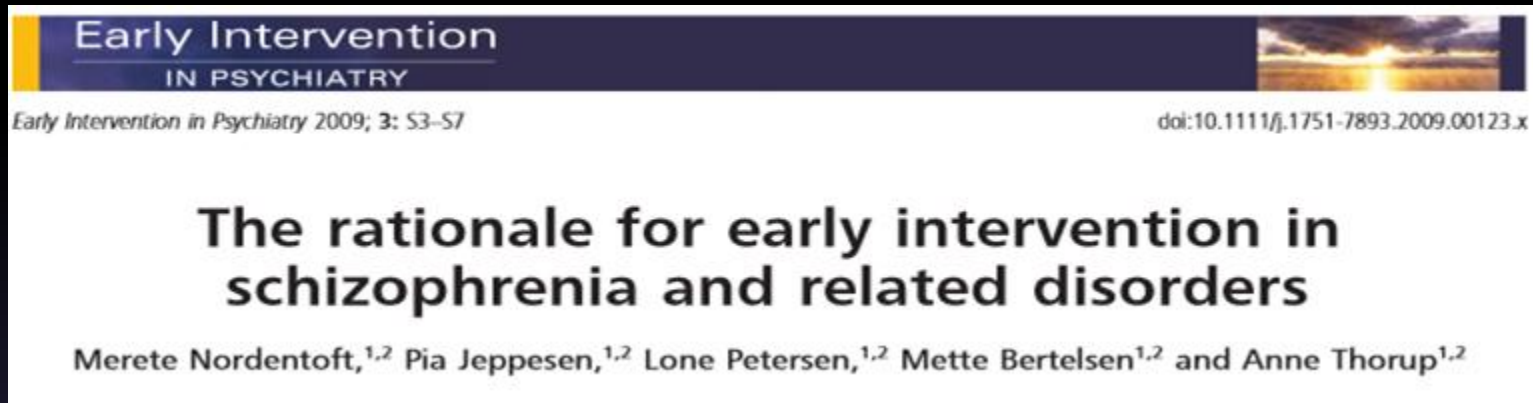 Early Intervention
IN PSYCHIATRY
Early Intervention in Psychiatry 2009; 3: S3–S7
doi:10.1111/j.1751-7893.2009.00123.x
The rationale for early intervention in
schizophrenia and related disorders
Merete Nordentoft,1,2 Pia Jeppesen,1,2 Lone Petersen,1,2 Mette Bertelsen1,2 and Anne Thorup1,2